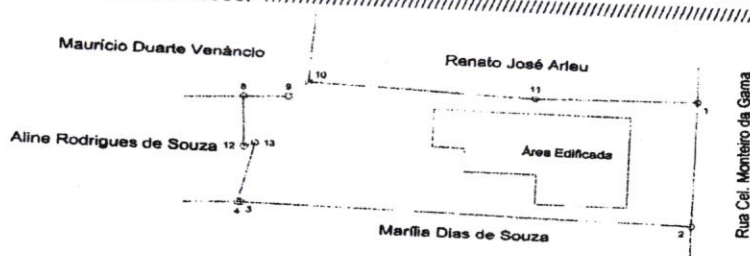 Maurício Duarte Venâncio
Renato José Arleu
10
8
9
11
1
Aline Rodrigues de Souza
12
13
Área Edificada
Rua Cel. Monteiro da Gama
4
3
Marília Dias de Souza
2